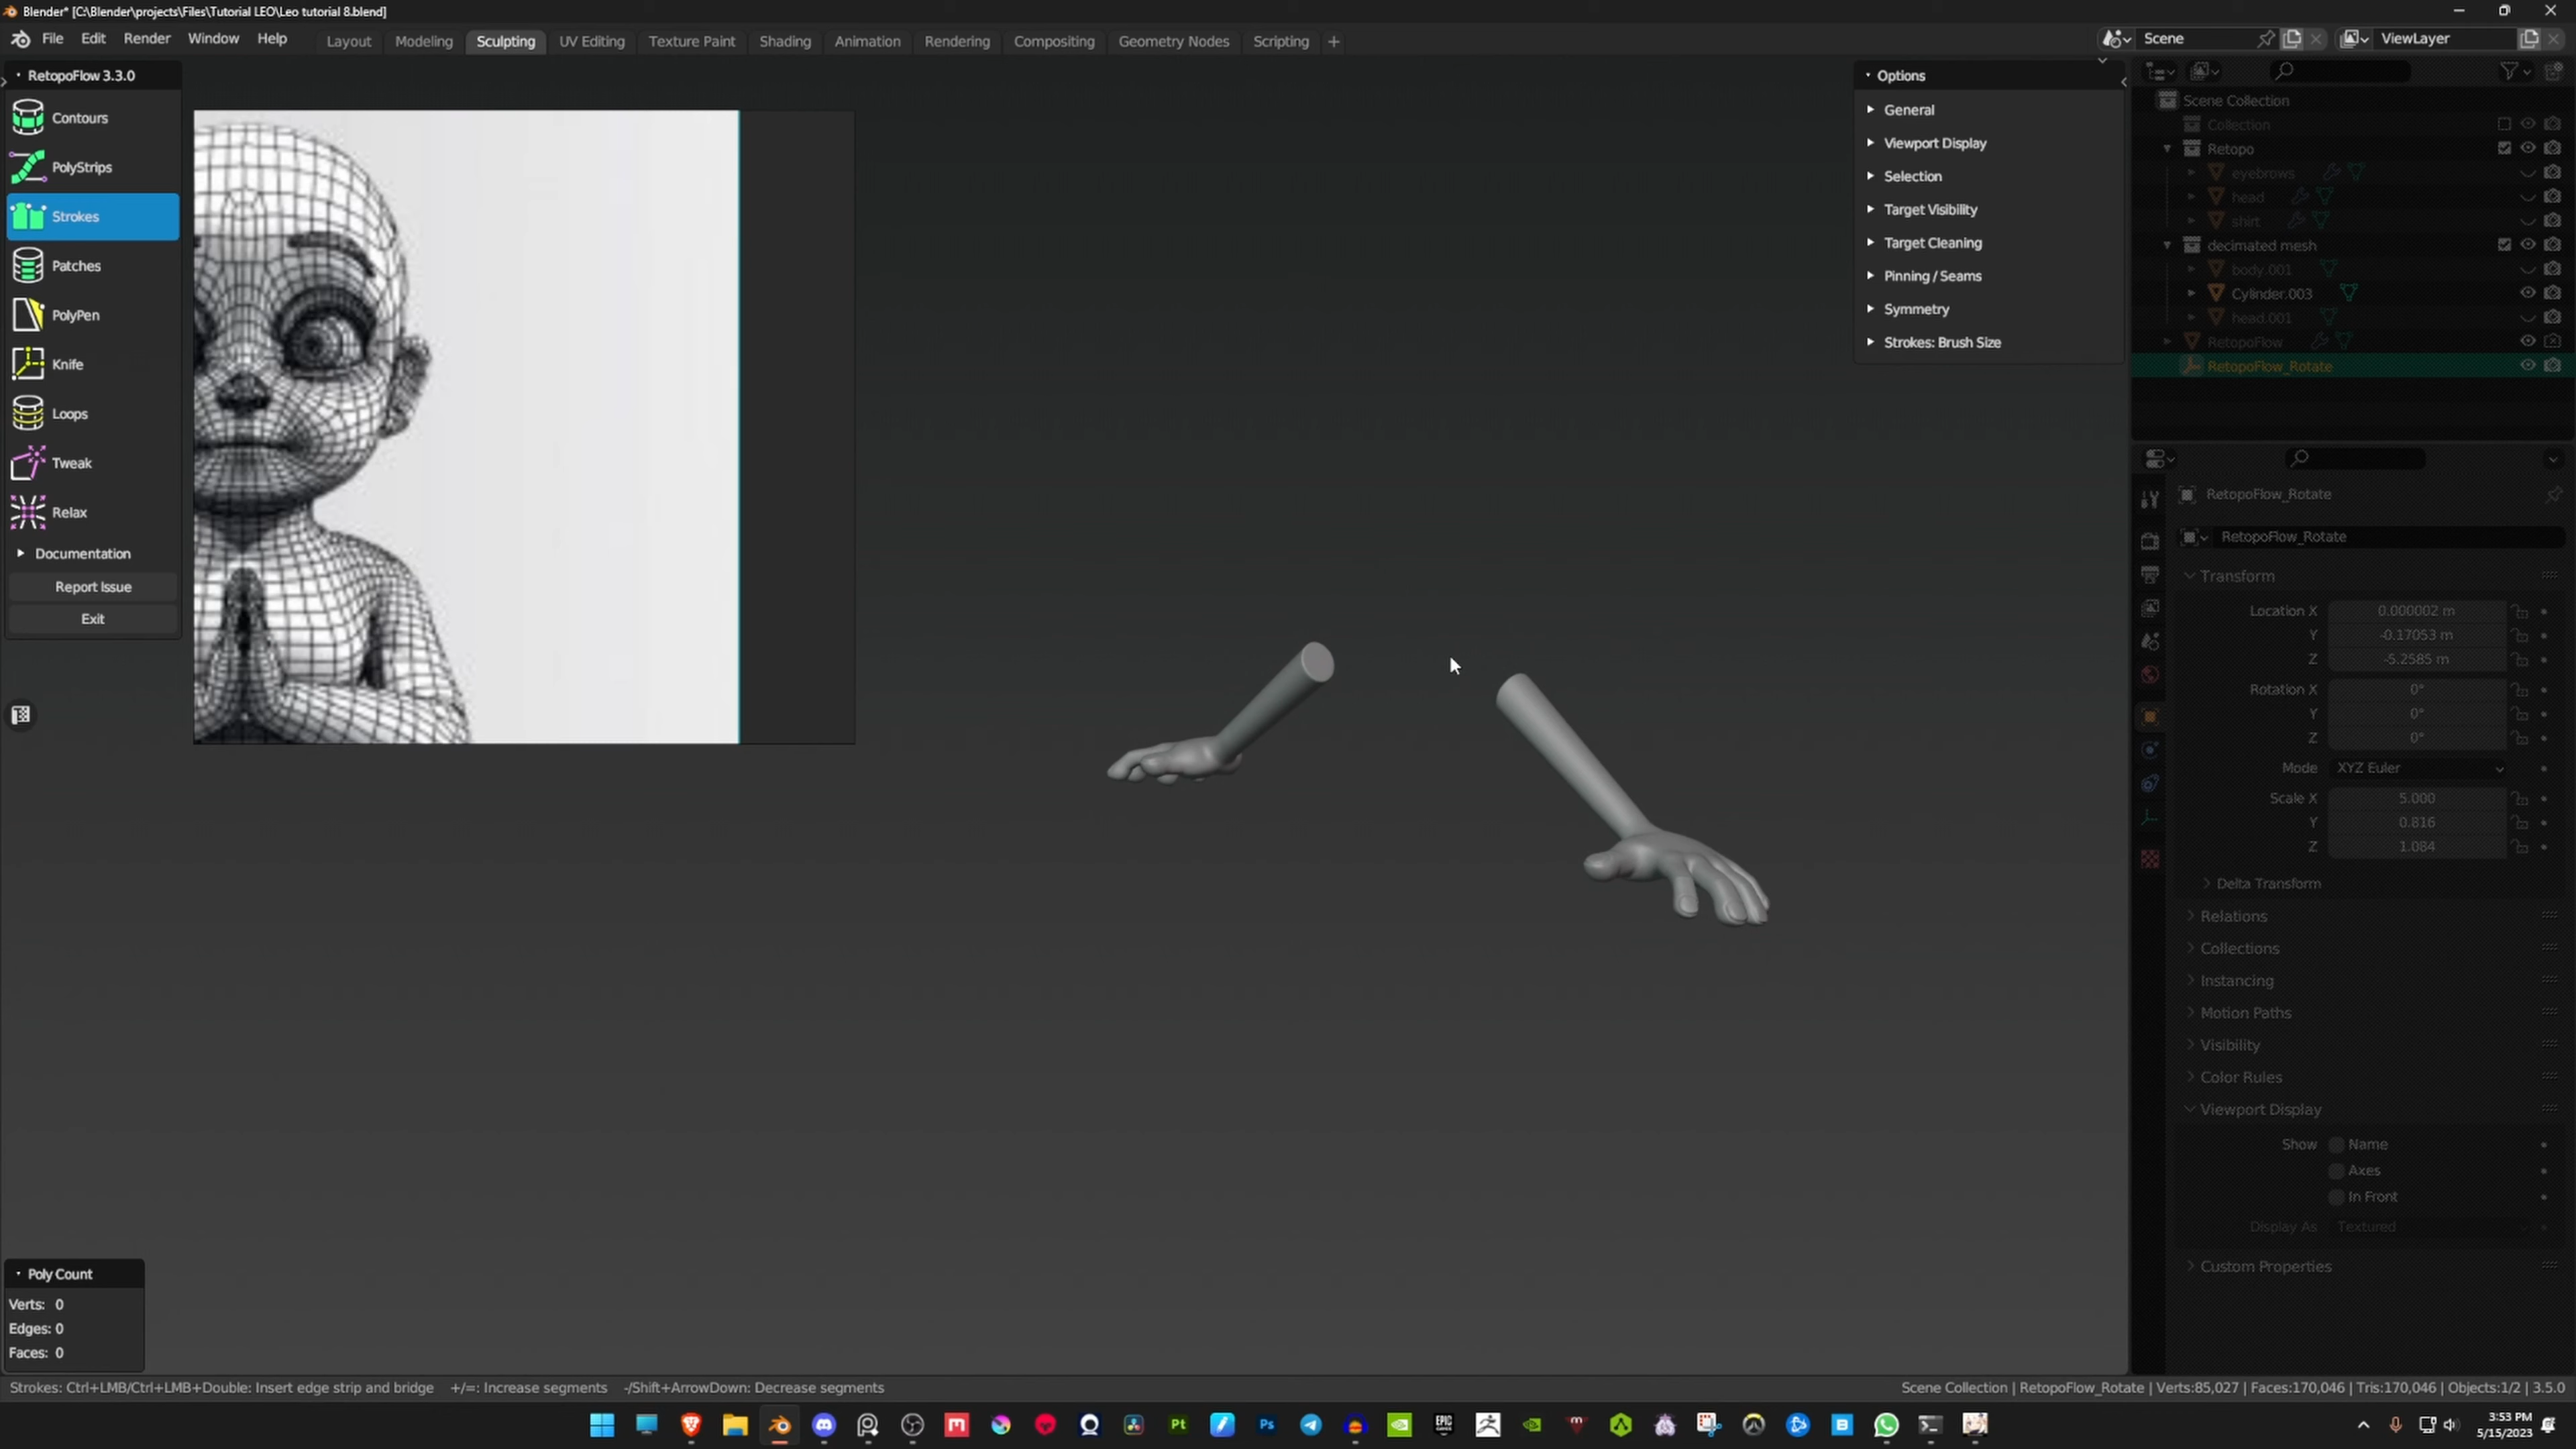 Blender* [C:\Blender\projects\Files\Tutorial LEO\Leo tutorial 8.blend]
File Edit Render Window Help Layout Modeling Sculpting UV Editing Texture Paint Shading Animation Rendering Compositing Geometry Nodes Scripting + Scene ViewLayer
RetopoFlow 3.3.0
Contours
PolyStrips
Strokes
Patches
PolyPen
Knife
Loops
Tweak
Relax
Documentation
Report Issue
Exit
Options
General
Viewport Display
Selection
Target Visibility
Target Cleaning
Pinning / Seams
Symmetry
Strokes: Brush Size
Scene Collection
Collection
Retopo
eyebrows
head
shirt
decimated mesh
body.001
Cylinder.003
head.001
RetopoFlow
RetopoFlow_Rotate
RetopoFlow_Rotate
RetopoFlow_Rotate
Transform
Location X 0.000002 m
Y -0.17053 m
Z -5.2585 m
Rotation X 0°
Y 0°
Z 0°
Mode XYZ Euler
Scale X 5.000
Y 0.816
Z 1.084
Delta Transform
Relations
Collections
Instancing
Motion Paths
Visibility
Color Rules
Viewport Display
Show Name
Axes
In Front
Display As Textured
Custom Properties
Poly Count
Verts: 0
Edges: 0
Faces: 0
Strokes: Ctrl+LMB/Ctrl+LMB+Double: Insert edge strip and bridge +/=: Increase segments -/Shift+ArrowDown: Decrease segments
Scene Collection | RetopoFlow_Rotate | Verts:85,027 | Faces:170,046 | Tris:170,046 | Objects:1/2 | 3.5.0
Pt Ps EPIC GAMES B
3:53 PM
5/15/2023